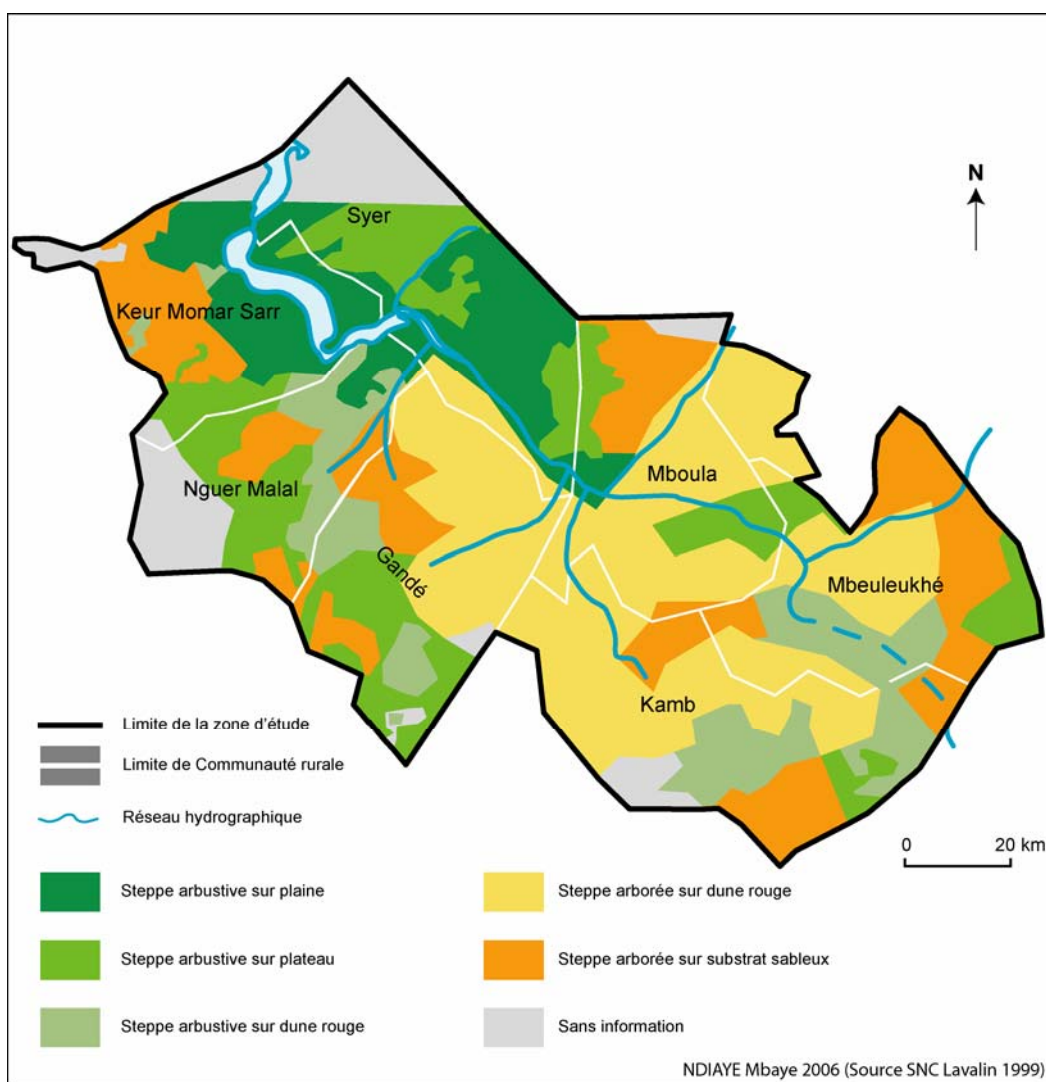 N
Syer
Keur Momar Sarr
Mboula
Nguer Malal
Gandé
Mbeuleukhé
Kamb
Limite de la zone d'étude
Limite de Communauté rurale
Réseau hydrographique
0 20 km
Steppe arbustive sur plaine
Steppe arborée sur dune rouge
Steppe arbustive sur plateau
Steppe arborée sur substrat sableux
Steppe arbustive sur dune rouge
Sans information
NDIAYE Mbaye 2006 (Source SNC Lavalin 1999)